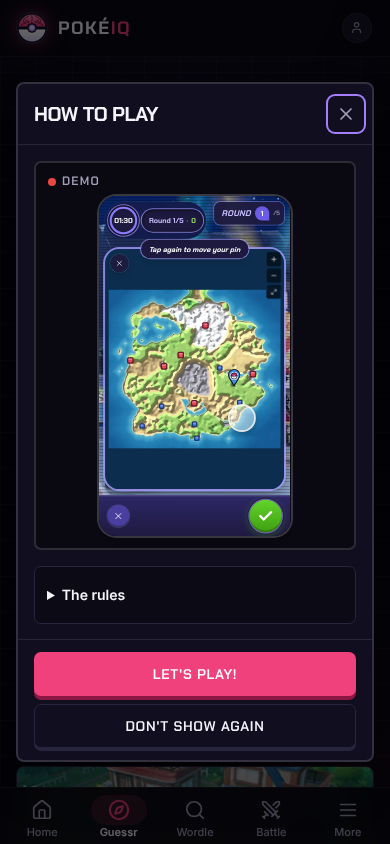 POKÉIQ
HOW TO PLAY
DEMO
01:30
Round 1/5 · 0
ROUND 1 /5
Tap again to move your pin
The rules
LET'S PLAY!
DON'T SHOW AGAIN
Home
Guessr
Wordle
Battle
More